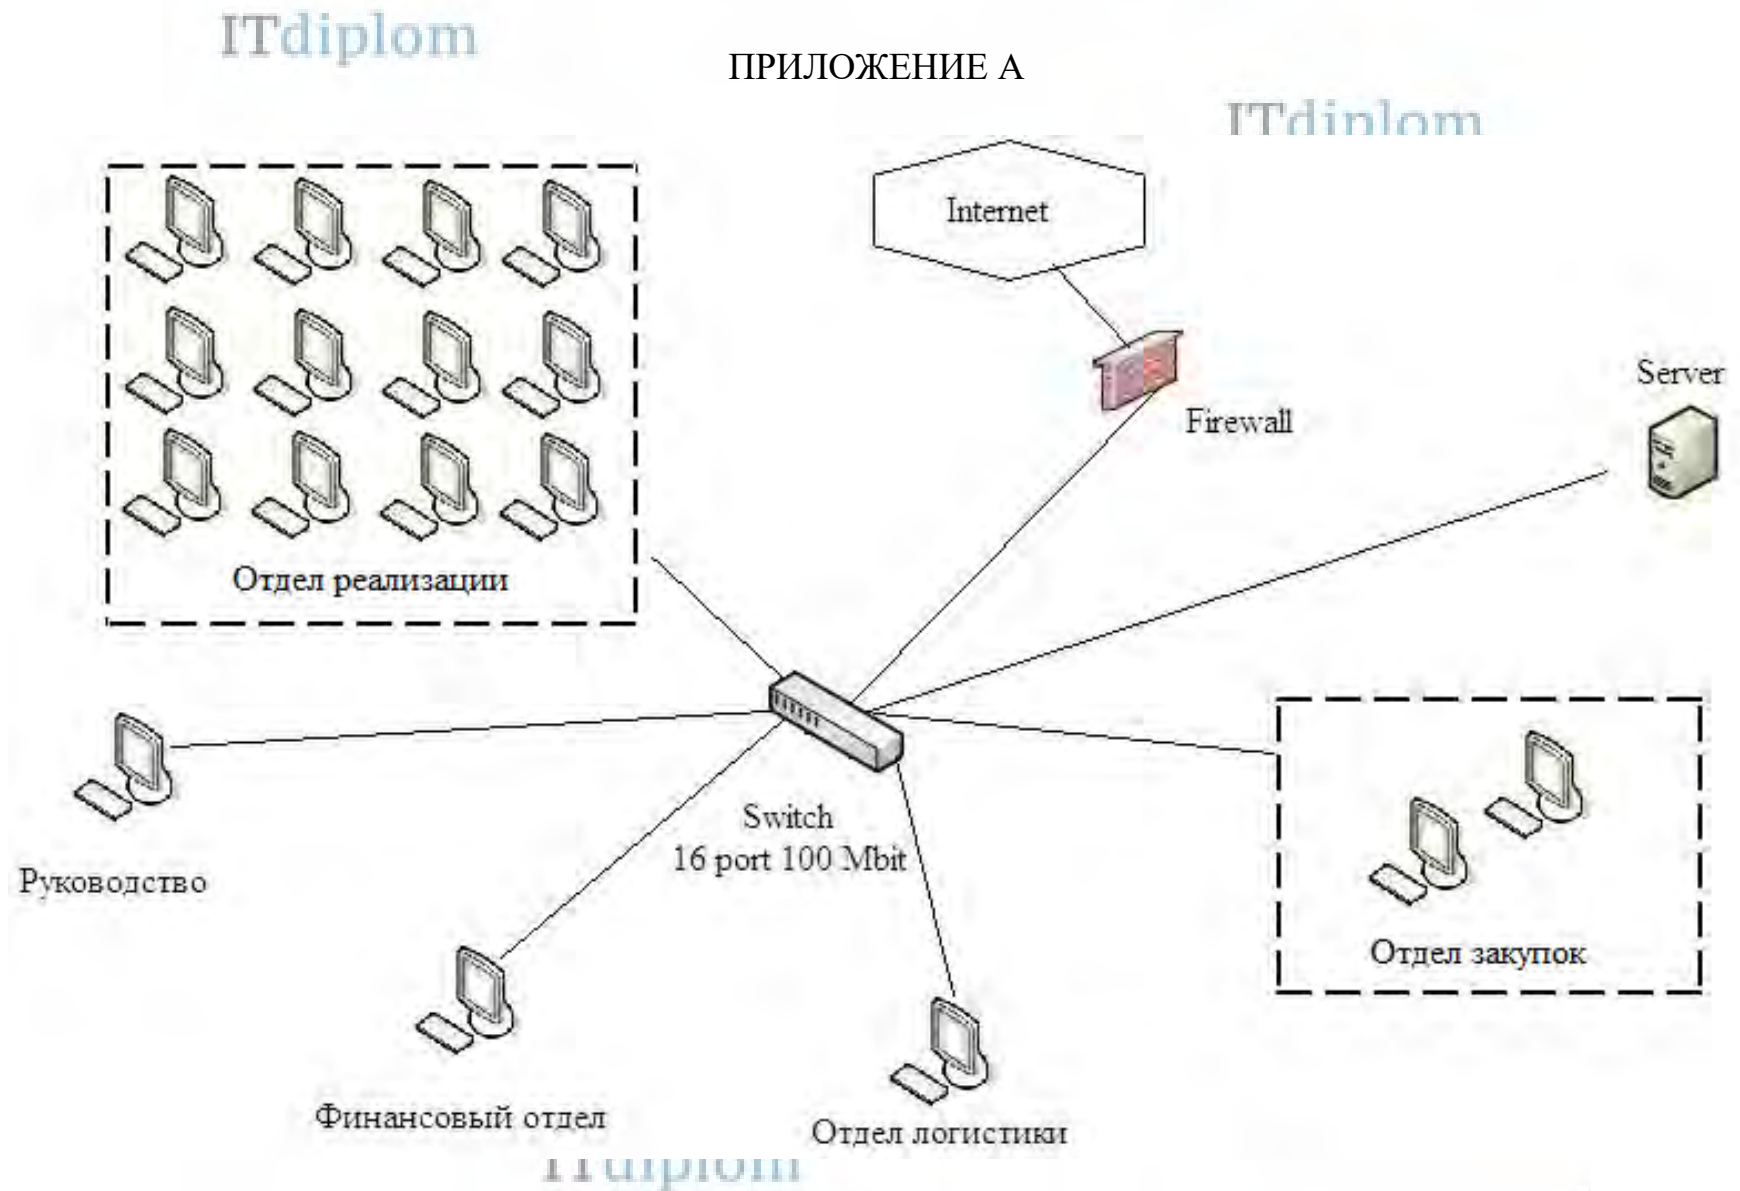 ITdiplom
ПРИЛОЖЕНИЕ А
ITdiplom
Internet
Server
Firewall
Отдел реализации
Switch
16 port 100 Mbit
Руководство
Отдел закупок
Финансовый отдел
Отдел логистики
ITdiplom